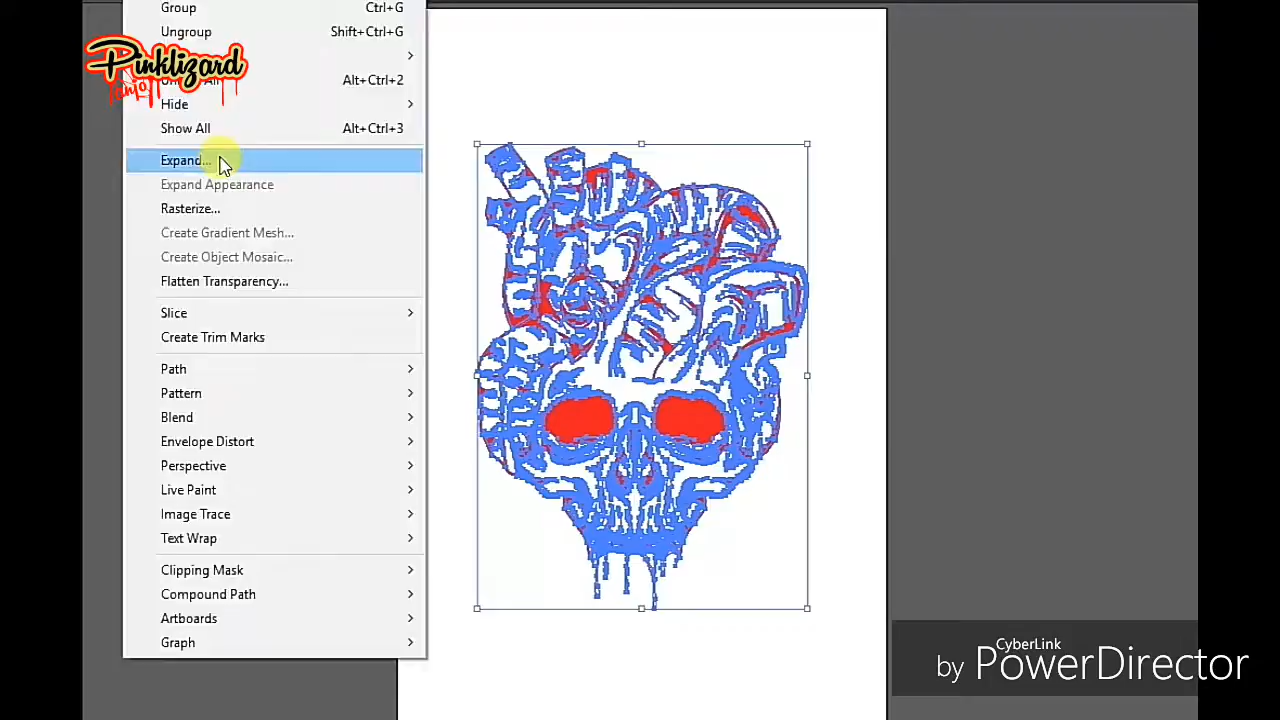 Group Ctrl+G
Ungroup Shift+Ctrl+G
Pinklizard
Alt+Ctrl+2
Hide
Show All Alt+Ctrl+3
Expand...
Expand Appearance
Rasterize...
Create Gradient Mesh...
Create Object Mosaic...
Flatten Transparency...
Slice
Create Trim Marks
Path
Pattern
Blend
Envelope Distort
Perspective
Live Paint
Image Trace
Text Wrap
Clipping Mask
Compound Path
Artboards
Graph
CyberLink
by PowerDirector